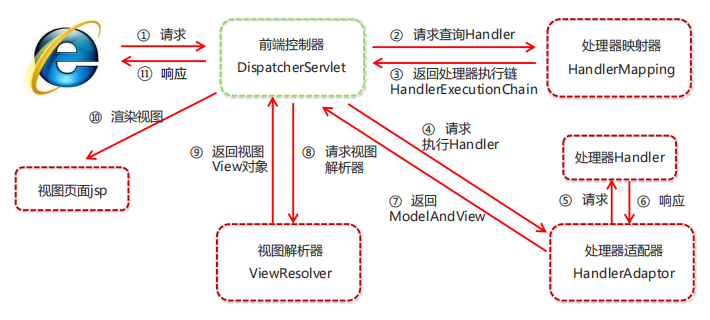 ① 请求
⑪ 响应
前端控制器
DispatcherServlet
② 请求查询Handler
③ 返回处理器执行链
HandlerExecutionChain
处理器映射器
HandlerMapping
⑩ 渲染视图
视图页面jsp
⑨ 返回视图
View对象
⑧ 请求视图
解析器
④ 请求
执行Handler
⑦ 返回
ModelAndView
处理器Handler
⑤ 请求
⑥ 响应
视图解析器
ViewResolver
处理器适配器
HandlerAdaptor